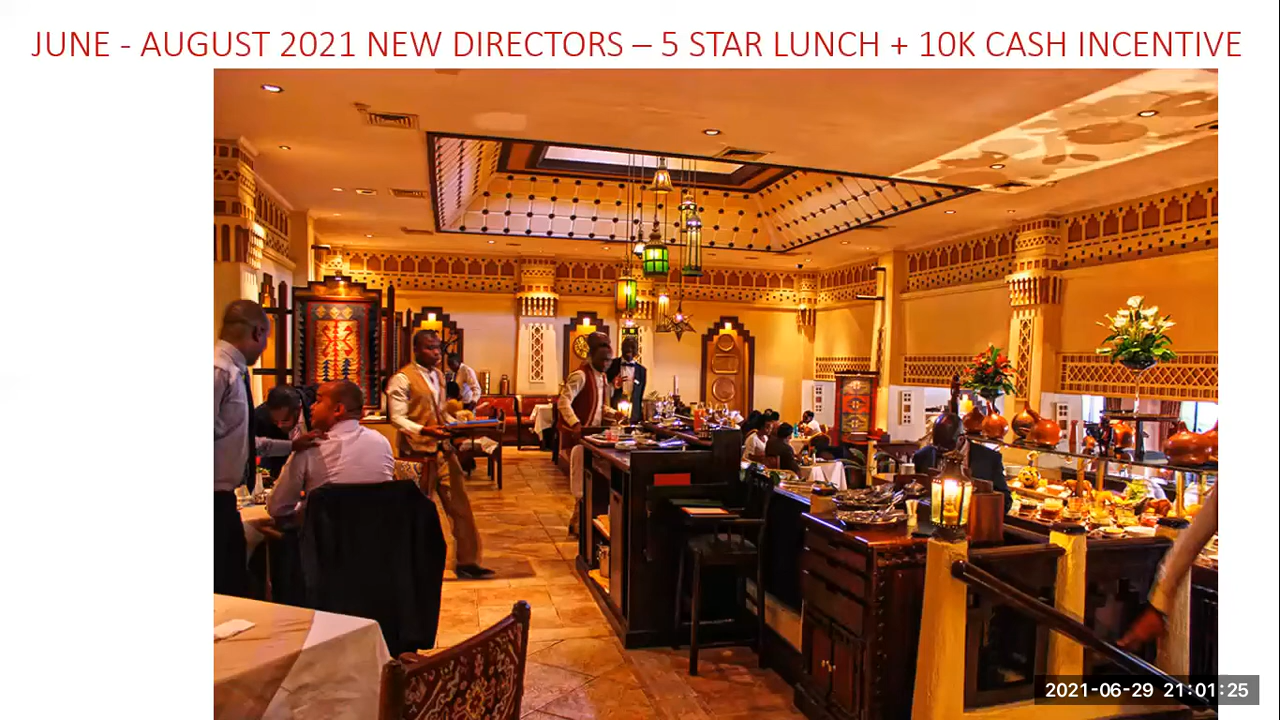 JUNE - AUGUST 2021 NEW DIRECTORS – 5 STAR LUNCH + 10K CASH INCENTIVE
2021-06-29 21:01:25